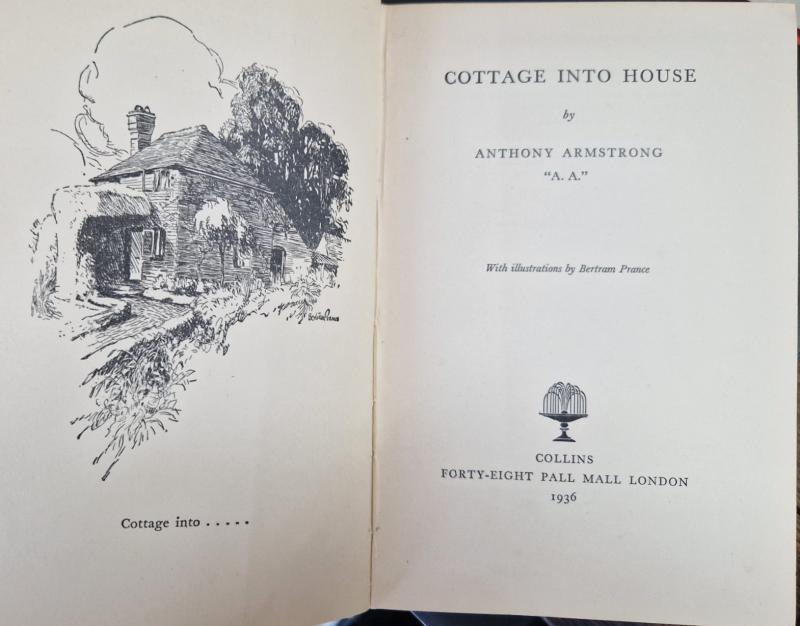 Cottage into . . . . .
COTTAGE INTO HOUSE
by
ANTHONY ARMSTRONG
“A. A.”
With illustrations by Bertram Prance
COLLINS
FORTY-EIGHT PALL MALL LONDON
1936